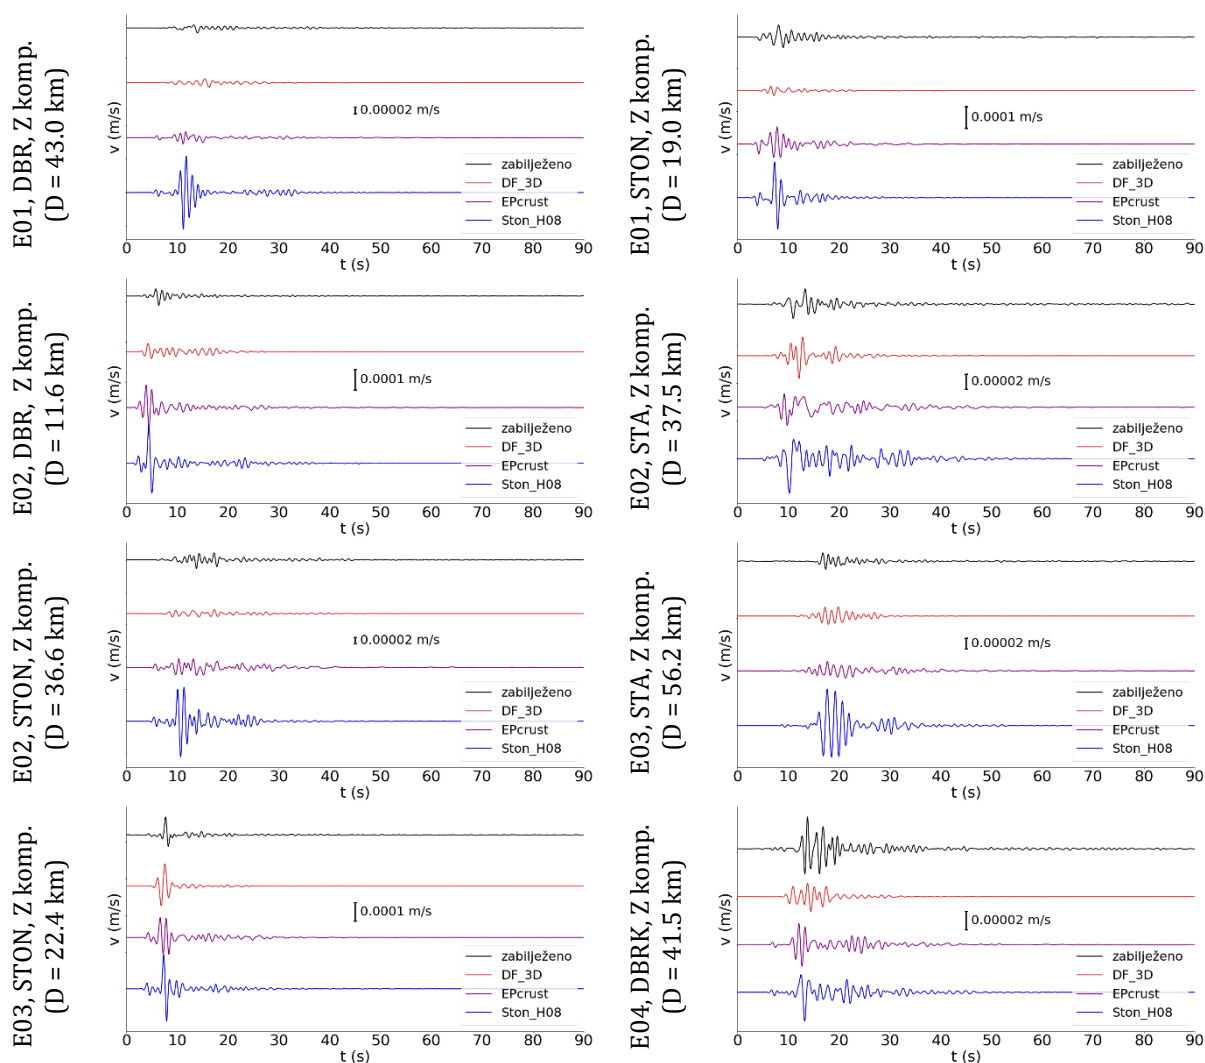 E01, DBR, Z komp.
(D = 43.0 km)
v (m/s)
0.00002 m/s
zabilježeno
DF_3D
EPcrust
Ston_H08
0 10 20 30 40 50 60 70 80 90
t (s)
E01, STON, Z komp.
(D = 19.0 km)
v (m/s)
0.0001 m/s
zabilježeno
DF_3D
EPcrust
Ston_H08
0 10 20 30 40 50 60 70 80 90
t (s)
E02, DBR, Z komp.
(D = 11.6 km)
v (m/s)
0.0001 m/s
zabilježeno
DF_3D
EPcrust
Ston_H08
0 10 20 30 40 50 60 70 80 90
t (s)
E02, STA, Z komp.
(D = 37.5 km)
v (m/s)
0.00002 m/s
zabilježeno
DF_3D
EPcrust
Ston_H08
0 10 20 30 40 50 60 70 80 90
t (s)
E02, STON, Z komp.
(D = 36.6 km)
v (m/s)
0.00002 m/s
zabilježeno
DF_3D
EPcrust
Ston_H08
0 10 20 30 40 50 60 70 80 90
t (s)
E03, STA, Z komp.
(D = 56.2 km)
v (m/s)
0.00002 m/s
zabilježeno
DF_3D
EPcrust
Ston_H08
0 10 20 30 40 50 60 70 80 90
t (s)
E03, STON, Z komp.
(D = 22.4 km)
v (m/s)
0.0001 m/s
zabilježeno
DF_3D
EPcrust
Ston_H08
0 10 20 30 40 50 60 70 80 90
t (s)
E04, DBRK, Z komp.
(D = 41.5 km)
v (m/s)
0.00002 m/s
zabilježeno
DF_3D
EPcrust
Ston_H08
0 10 20 30 40 50 60 70 80 90
t (s)